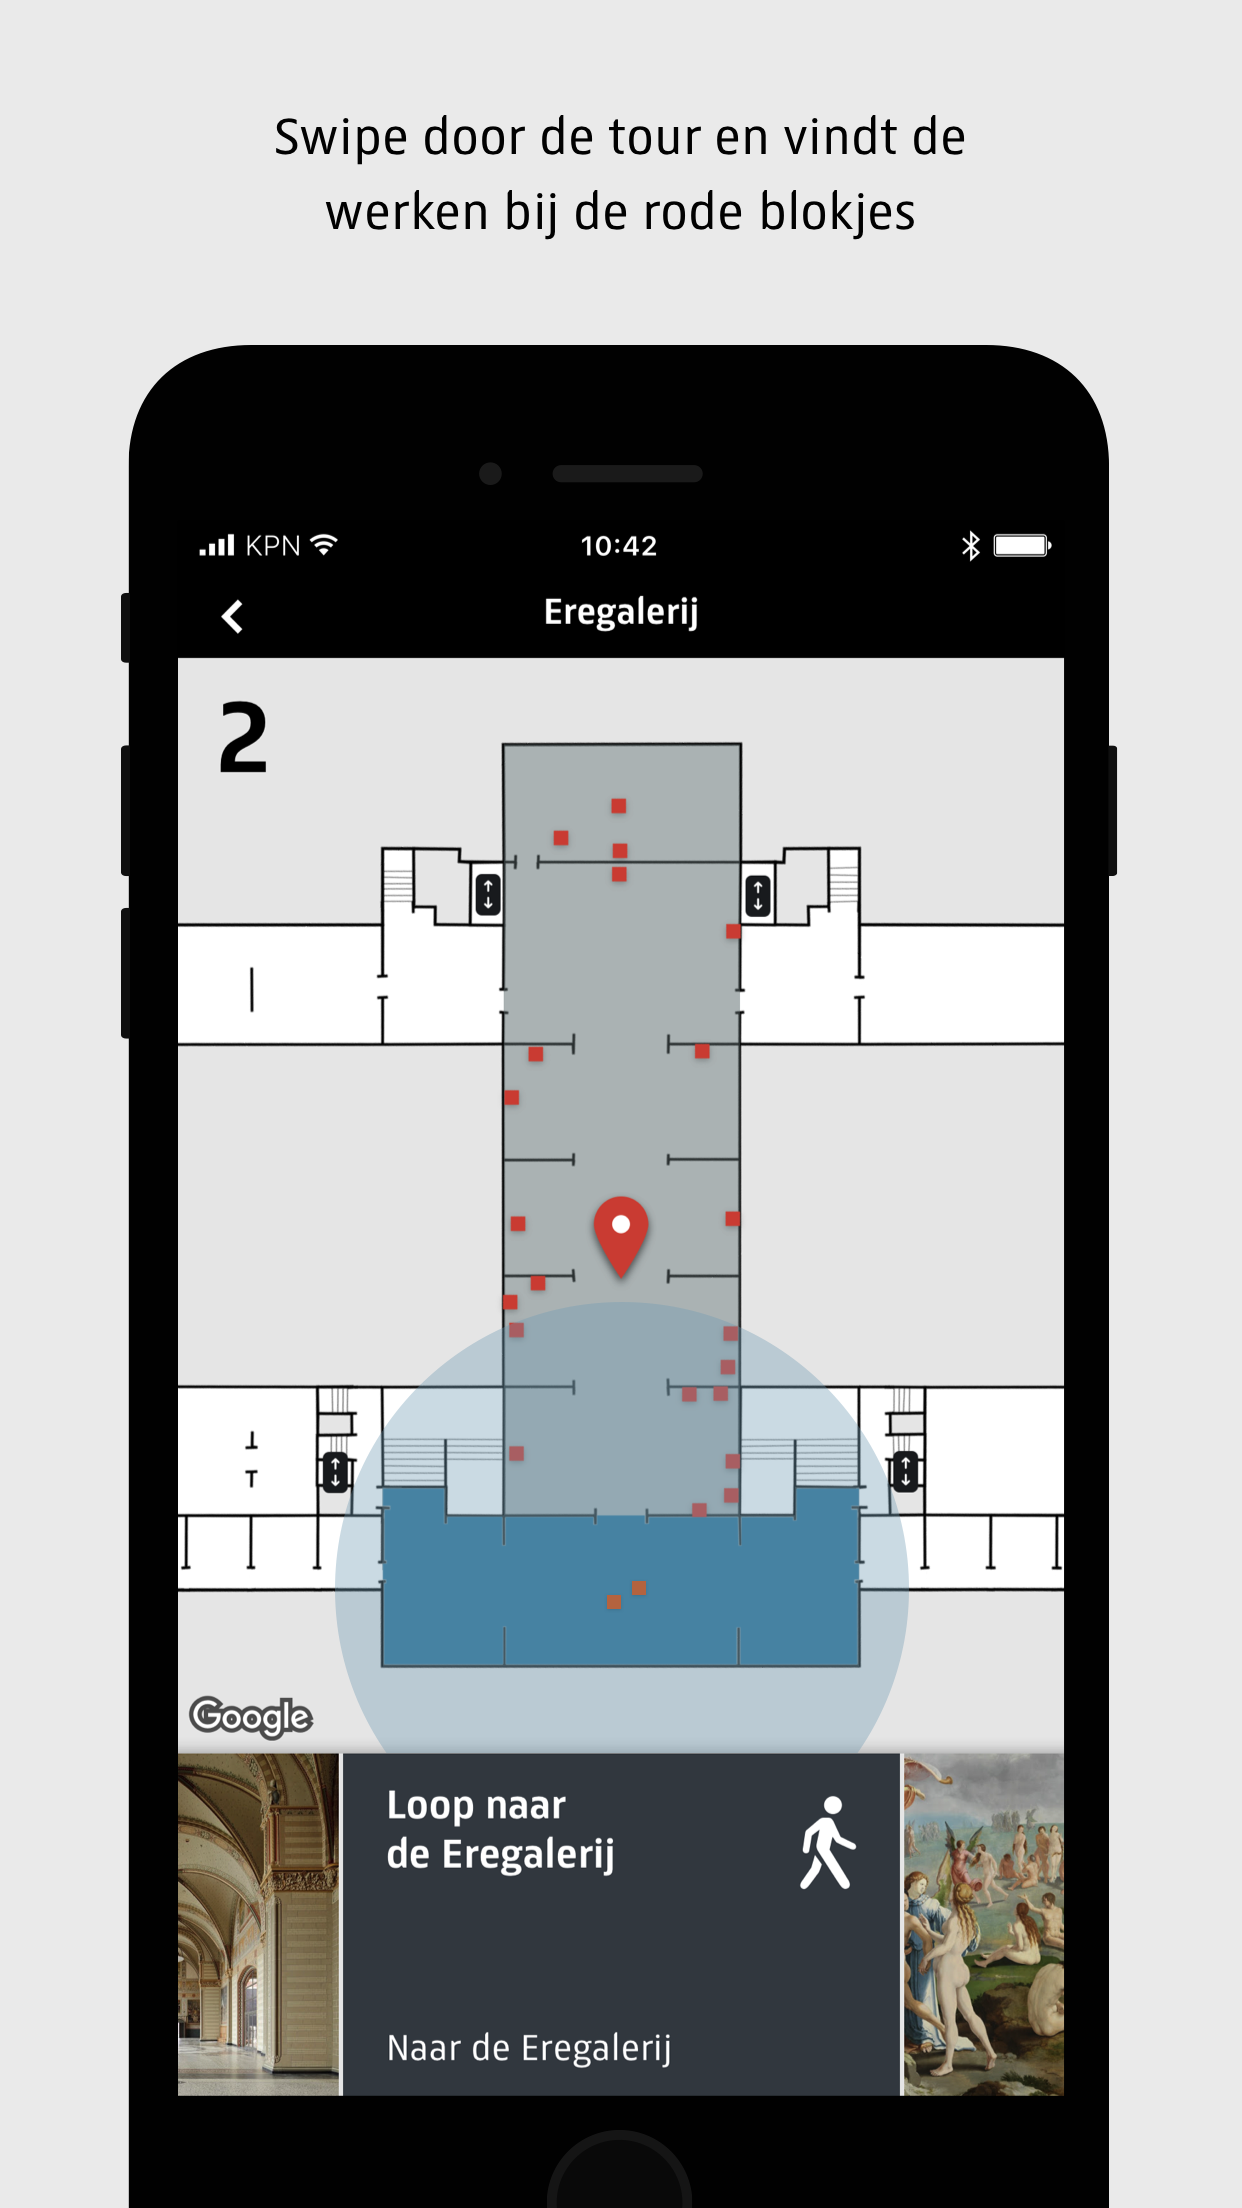 Swipe door de tour en vindt de
werken bij de rode blokjes
KPN 10:42
Eregalerij
2
Google
Loop naar
de Eregalerij
Naar de Eregalerij